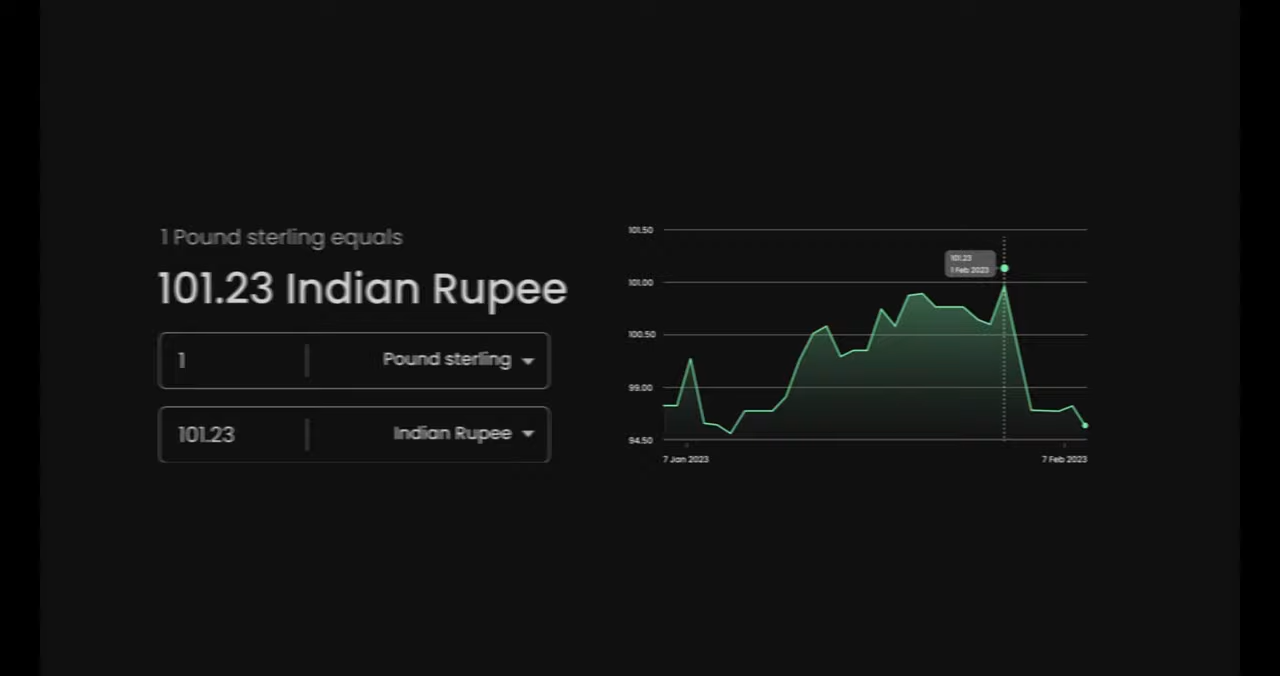 1 Pound sterling equals
101.23 Indian Rupee
1 Pound sterling
101.23 Indian Rupee
101.50
101.23
1 Feb 2023
101.00
100.50
99.00
94.50
7 Jan 2023 7 Feb 2023